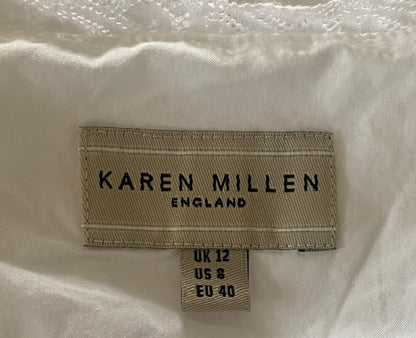 KAREN MILLEN
ENGLAND
UK 12
US 8
EU 40